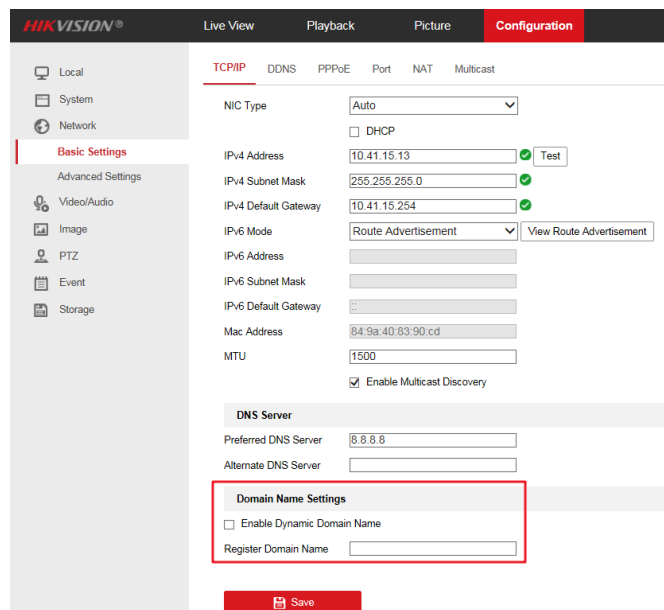 HIKVISION®
Live View Playback Picture Configuration
Local
System
Network
Basic Settings
Advanced Settings
Video/Audio
Image
PTZ
Event
Storage
TCP/IP DDNS PPPoE Port NAT Multicast
NIC Type Auto
DHCP
IPv4 Address 10.41.15.13 Test
IPv4 Subnet Mask 255.255.255.0
IPv4 Default Gateway 10.41.15.254
IPv6 Mode Route Advertisement View Route Advertisement
IPv6 Address
IPv6 Subnet Mask
IPv6 Default Gateway ::
Mac Address 84:9a:40:83:90:cd
MTU 1500
Enable Multicast Discovery
DNS Server
Preferred DNS Server 8.8.8.8
Alternate DNS Server
Domain Name Settings
Enable Dynamic Domain Name
Register Domain Name
Save